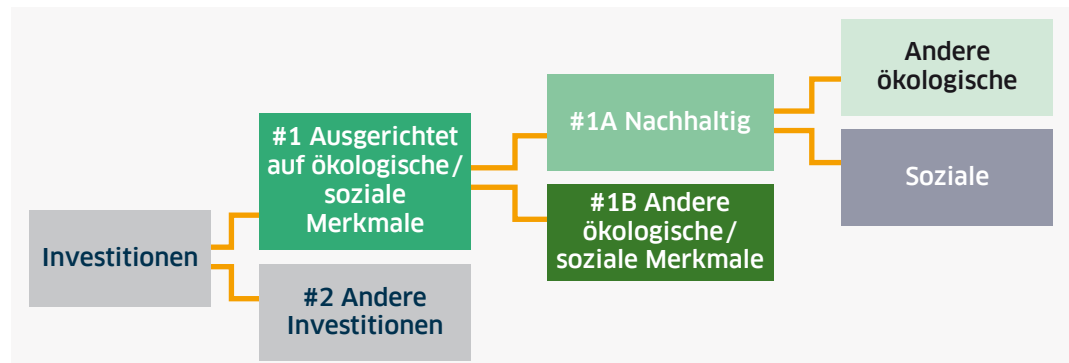 Investitionen
#1 Ausgerichtet
auf ökologische/
soziale
Merkmale
#2 Andere
Investitionen
#1A Nachhaltig
#1B Andere
ökologische/
soziale Merkmale
Andere
ökologische
Soziale